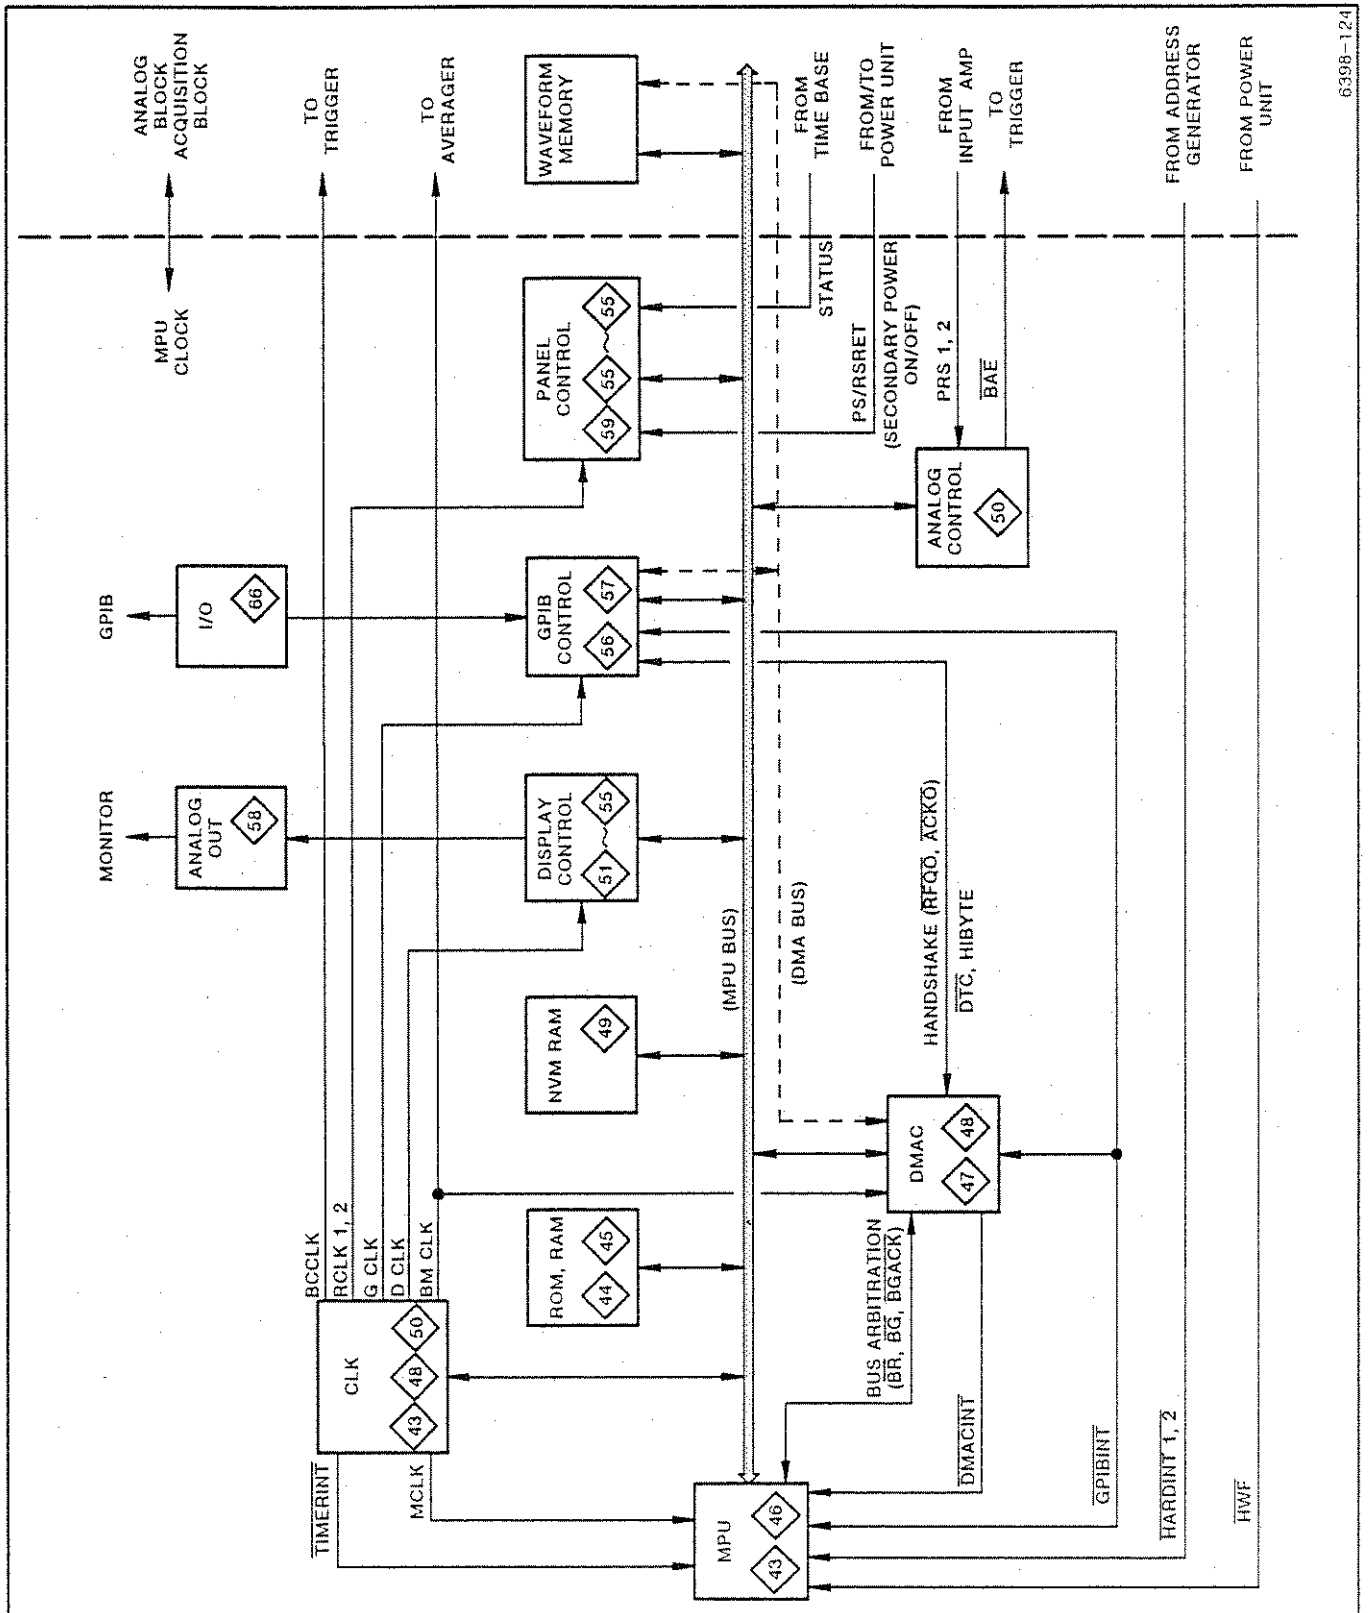 6398-124
MPU
CLOCK
ANALOG
BLOCK
ACQUISITION
BLOCK
MONITOR
GPIB
ANALOG
OUT
58
I/O
66
TO
TRIGGER
TO
AVERAGER
TIMERINT
MCLK
CLK
43
48
50
BCCLK
RCLK 1, 2
G CLK
D CLK
BM CLK
ROM, RAM
44
45
NVM RAM
49
DISPLAY
CONTROL
51
~
55
GPIB
CONTROL
56
57
PANEL
CONTROL
59
55
~
55
WAVEFORM
MEMORY
MPU
43
46
(MPU BUS)
(DMA BUS)
STATUS
FROM
TIME BASE
PS/RSRET
(SECONDARY POWER
ON/OFF)
FROM/TO
POWER UNIT
BUS ARBITRATION
(BR, BG, BGACK)
DMACINT
DMAC
47
48
HANDSHAKE (RFQO, ACKO)
DTC, HIBYTE
ANALOG
CONTROL
50
PRS 1, 2
FROM
INPUT AMP
BAE
TO
TRIGGER
GPIBINT
HARDINT 1, 2
FROM ADDRESS
GENERATOR
HWF
FROM POWER
UNIT